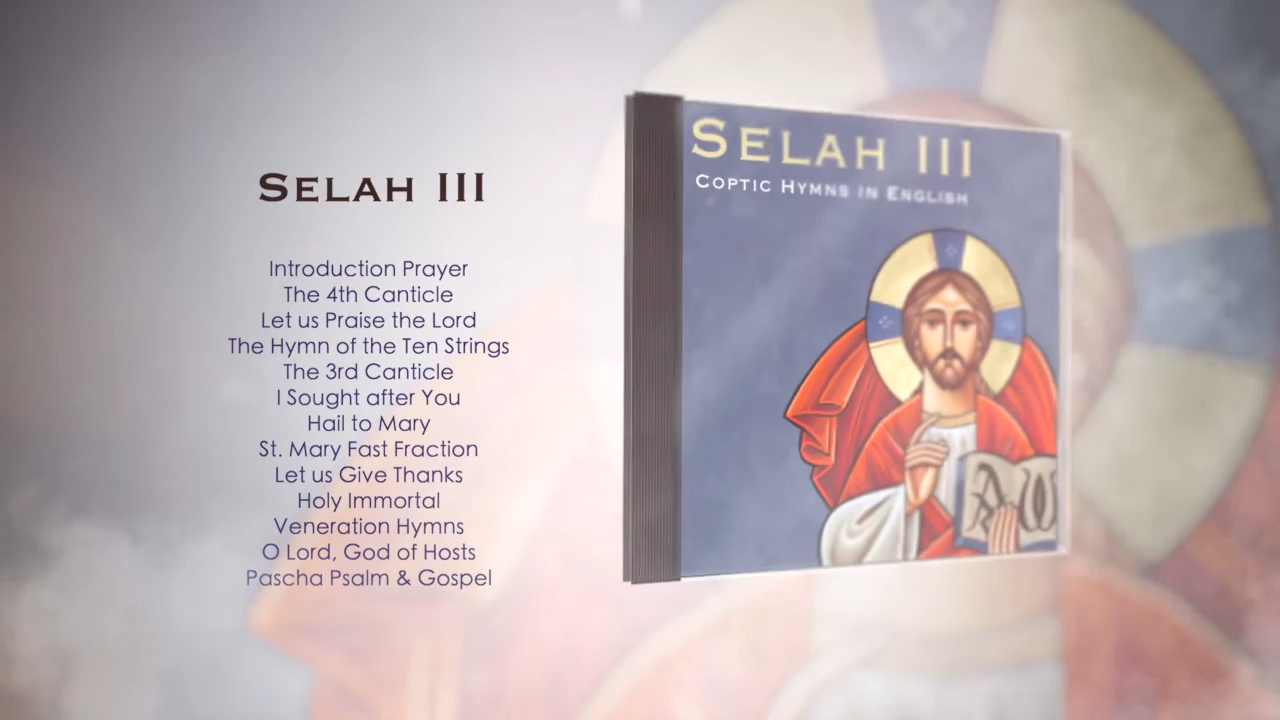 SELAH III
Introduction Prayer
The 4th Canticle
Let us Praise the Lord
The Hymn of the Ten Strings
The 3rd Canticle
I Sought after You
Hail to Mary
St. Mary Fast Fraction
Let us Give Thanks
Holy Immortal
Veneration Hymns
O Lord, God of Hosts
Pascha Psalm & Gospel
SELAH III
COPTIC HYMNS IN ENGLISH
Α Ѡ